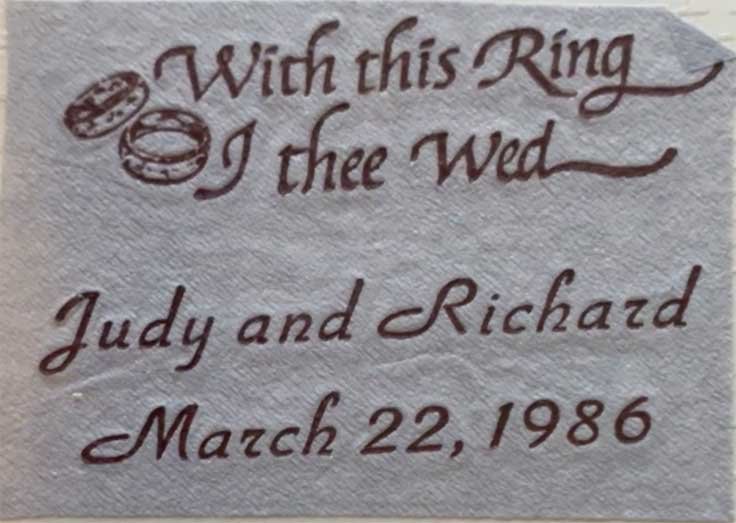 With this Ring
I thee Wed
Judy and Richard
March 22, 1986